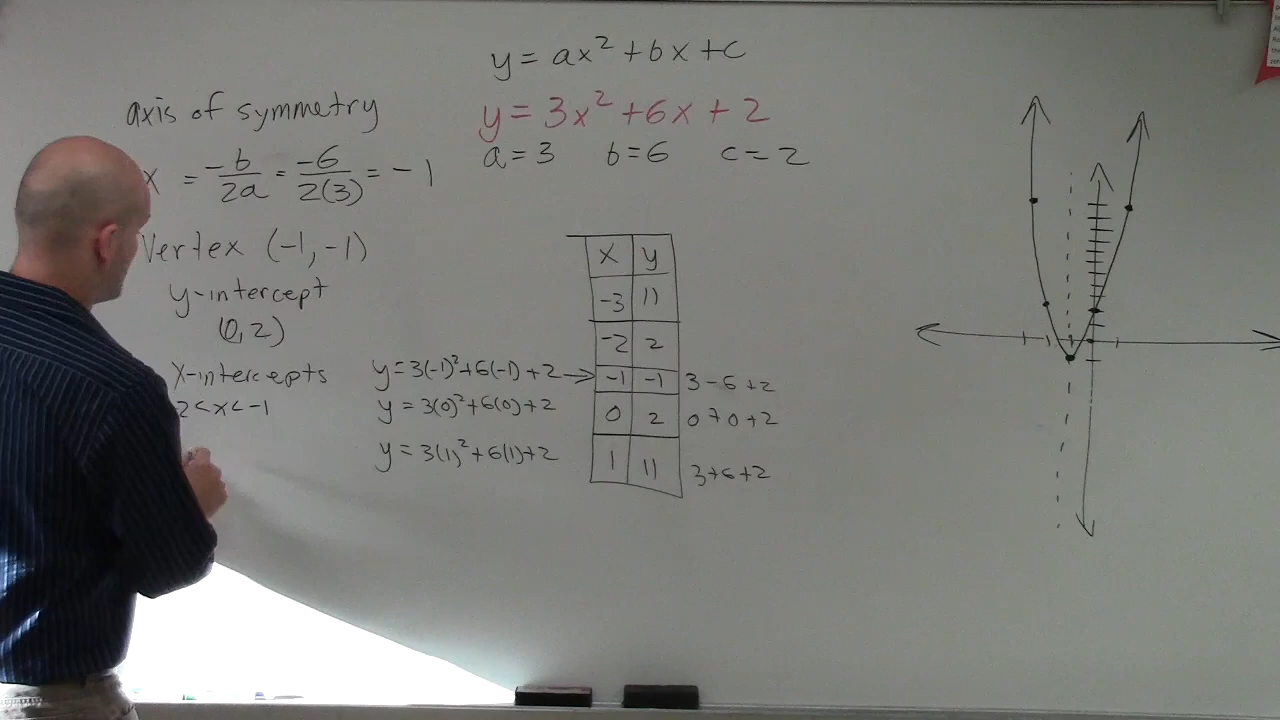 y = ax² + bx + c
y = 3x² + 6x + 2
a = 3 b = 6 c = 2
axis of symmetry
x = -b/2a = -6/2(3) = -1
Vertex (-1, -1)
y-intercept
(0, 2)
X-intercepts
2 < x < -1
y = 3(-1)² + 6(-1) + 2 →
y = 3(0)² + 6(0) + 2
y = 3(1)² + 6(1) + 2
x y
-3 11
-2 2
-1 -1 3 - 6 + 2
0 2 0 + 0 + 2
1 11 3 + 6 + 2